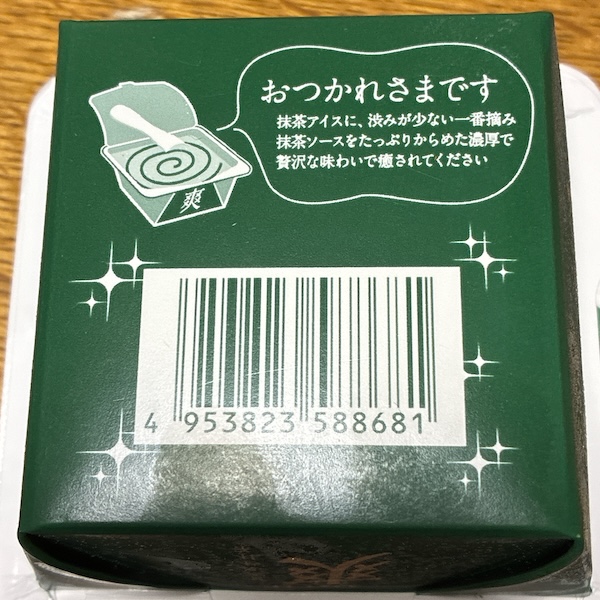 おつかれさまです
抹茶アイスに、渋みが少ない一番摘み
抹茶ソースをたっぷりからめた濃厚で
贅沢な味わいで癒されてください
爽
4 953823 588681